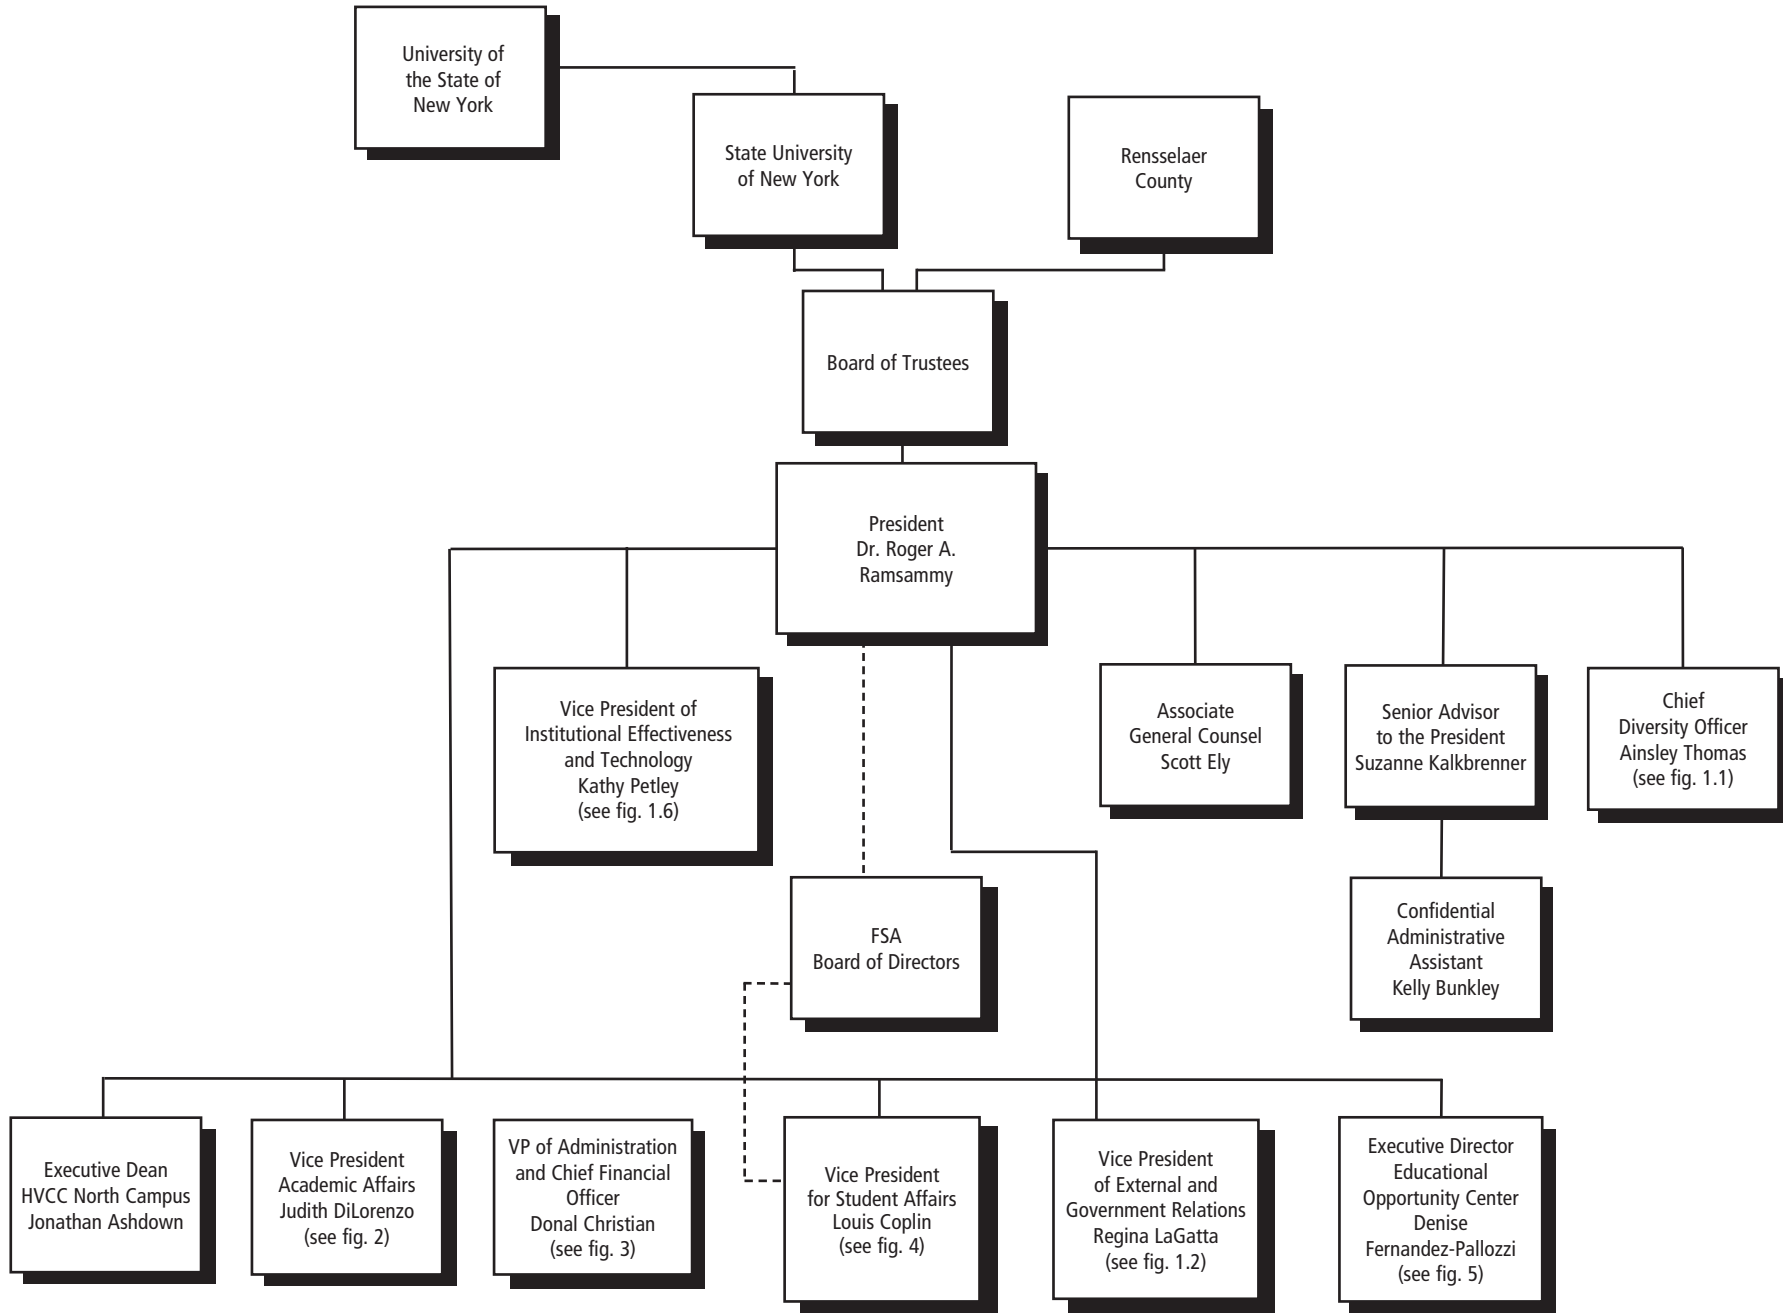 University of
the State of
New York
State University
of New York
Rensselaer
County
Board of Trustees
President
Dr. Roger A.
Ramsammy
Vice President of
Institutional Effectiveness
and Technology
Kathy Petley
(see fig. 1.6)
Associate
General Counsel
Scott Ely
Senior Advisor
to the President
Suzanne Kalkbrenner
Chief
Diversity Officer
Ainsley Thomas
(see fig. 1.1)
FSA
Board of Directors
Confidential
Administrative
Assistant
Kelly Bunkley
Executive Dean
HVCC North Campus
Jonathan Ashdown
Vice President
Academic Affairs
Judith DiLorenzo
(see fig. 2)
VP of Administration
and Chief Financial
Officer
Donal Christian
(see fig. 3)
Vice President
for Student Affairs
Louis Coplin
(see fig. 4)
Vice President
of External and
Government Relations
Regina LaGatta
(see fig. 1.2)
Executive Director
Educational
Opportunity Center
Denise
Fernandez-Pallozzi
(see fig. 5)